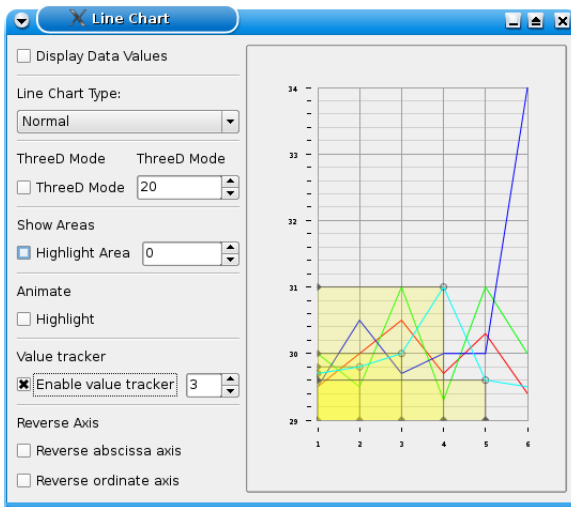 Line Chart
Display Data Values
Line Chart Type:
Normal
ThreeD Mode ThreeD Mode
ThreeD Mode 20
Show Areas
Highlight Area 0
Animate
Highlight
Value tracker
Enable value tracker 3
Reverse Axis
Reverse abscissa axis
Reverse ordinate axis
34
33
32
31
30
29
1 2 3 4 5 6